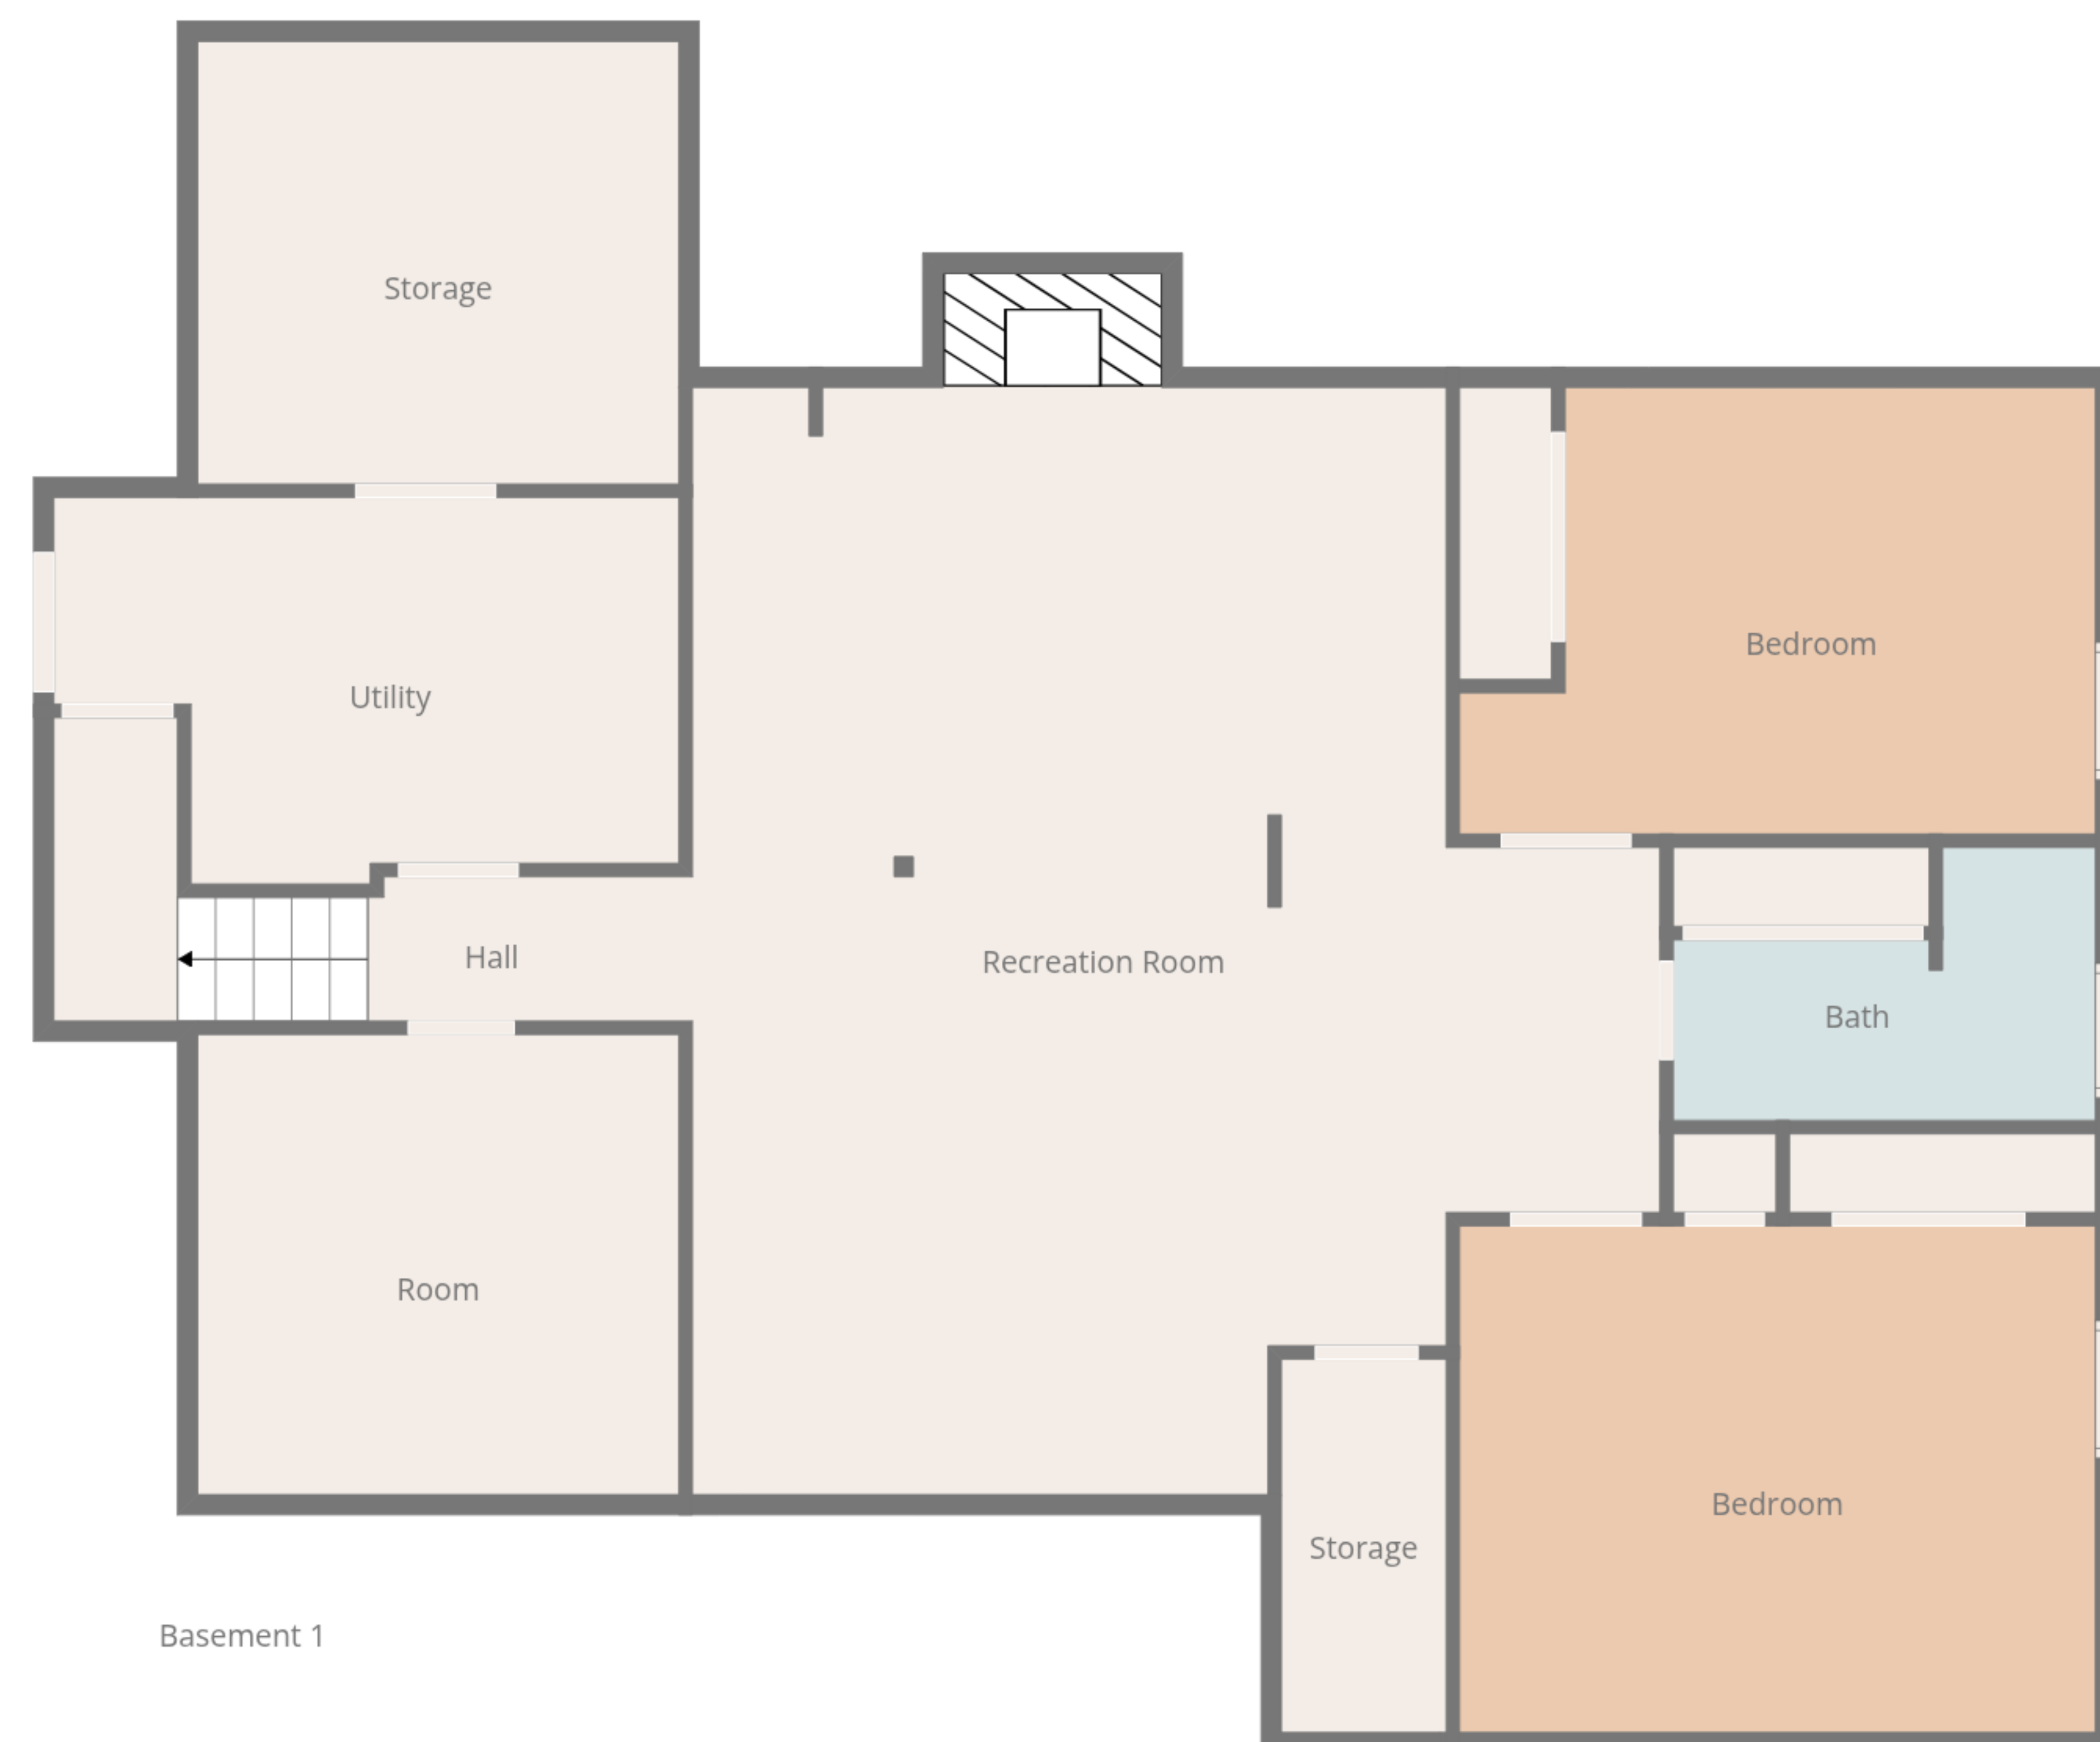 Storage
Bedroom
Utility
Hall
Recreation Room
Bath
Room
Bedroom
Storage
Basement 1